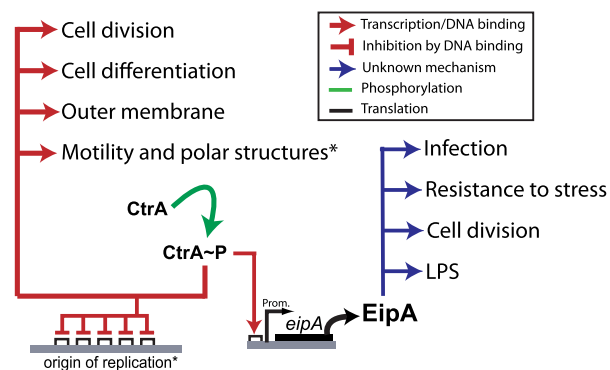 Cell division
Cell differentiation
Outer membrane
Motility and polar structures*
Transcription/DNA binding
Inhibition by DNA binding
Unknown mechanism
Phosphorylation
Translation
Infection
Resistance to stress
Cell division
LPS
CtrA
CtrA~P
Prom.
eipA
EipA
origin of replication*